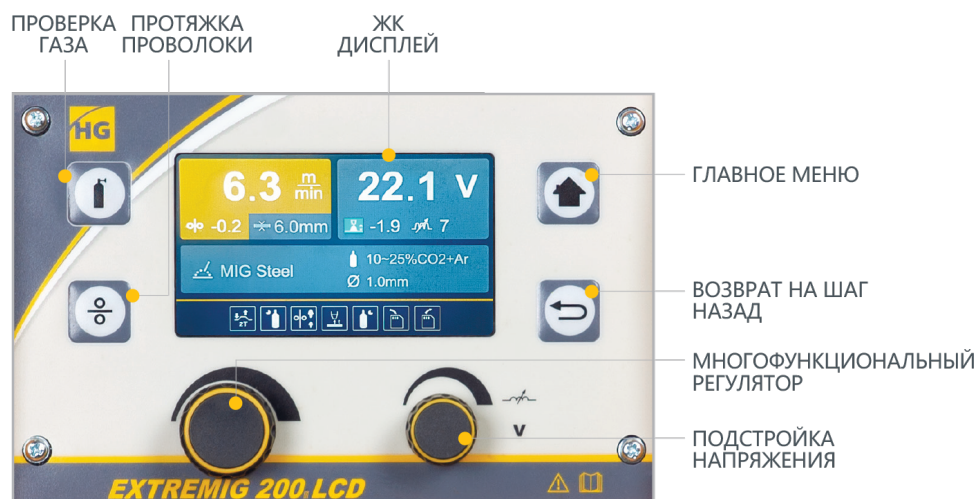 ПРОВЕРКА
ГАЗА
ПРОТЯЖКА
ПРОВОЛОКИ
ЖК
ДИСПЛЕЙ
HG
6.3 m/min
22.1 V
-0.2
6.0mm
-1.9
7
MIG Steel
10~25%CO2+Ar
Ø 1.0mm
2T
ГЛАВНОЕ МЕНЮ
ВОЗВРАТ НА ШАГ
НАЗАД
МНОГОФУНКЦИОНАЛЬНЫЙ
РЕГУЛЯТОР
V
ПОДСТРОЙКА
НАПРЯЖЕНИЯ
EXTREMIG 200.LCD